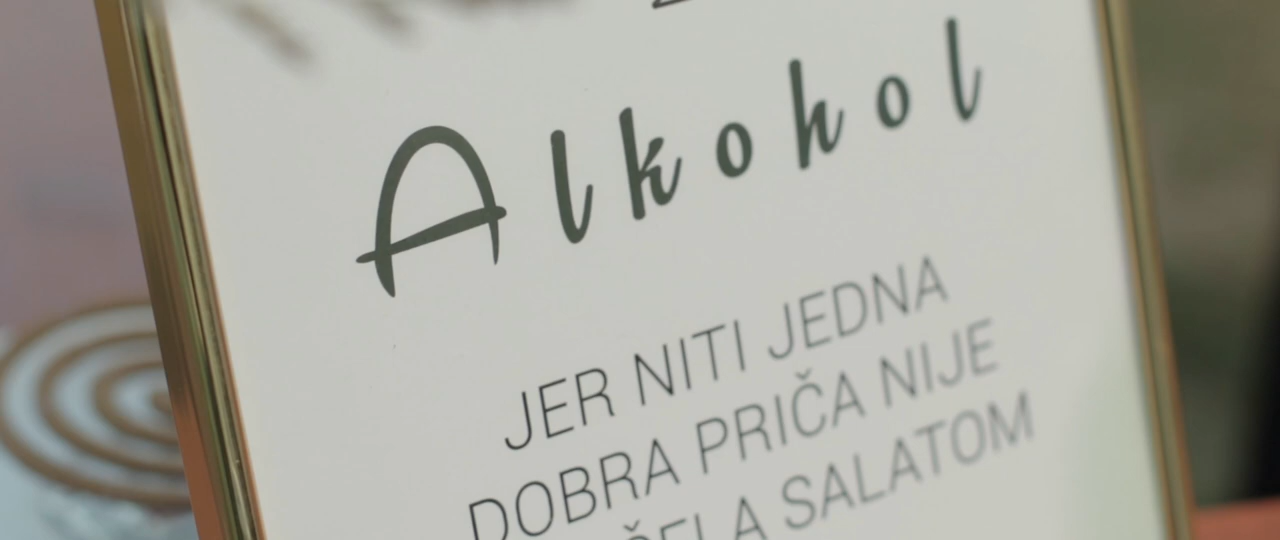 Alkohol
JER NITI JEDNA
DOBRA PRIČA NIJE
SALATOM